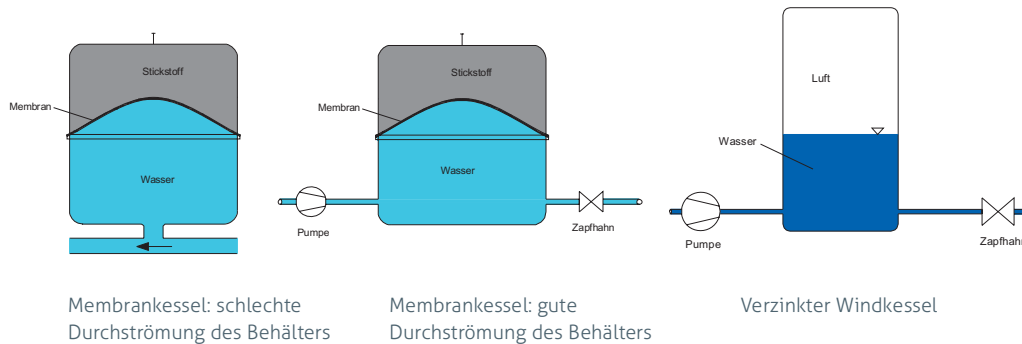 Stickstoff
Membran
Wasser
Membrankessel: schlechte
Durchströmung des Behälters
Stickstoff
Membran
Wasser
Pumpe
Zapfhahn
Membrankessel: gute
Durchströmung des Behälters
Luft
Wasser
Pumpe
Zapfhahn
Verzinkter Windkessel